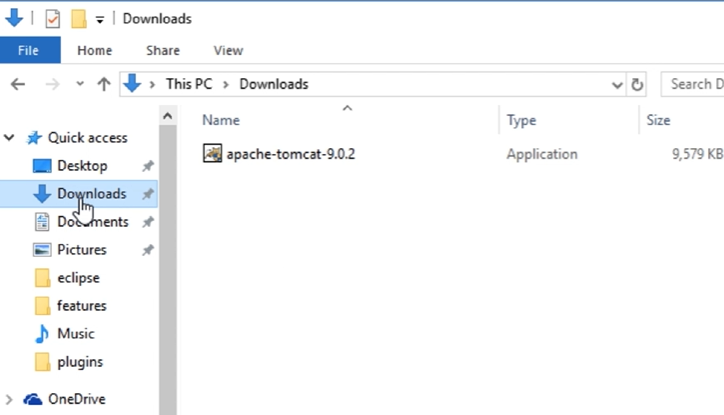 Downloads
File Home Share View
This PC Downloads Search D
Name Type Size
Quick access
apache-tomcat-9.0.2 Application 9,579 KB
Desktop
Downloads
Documents
Pictures
eclipse
features
Music
plugins
OneDrive